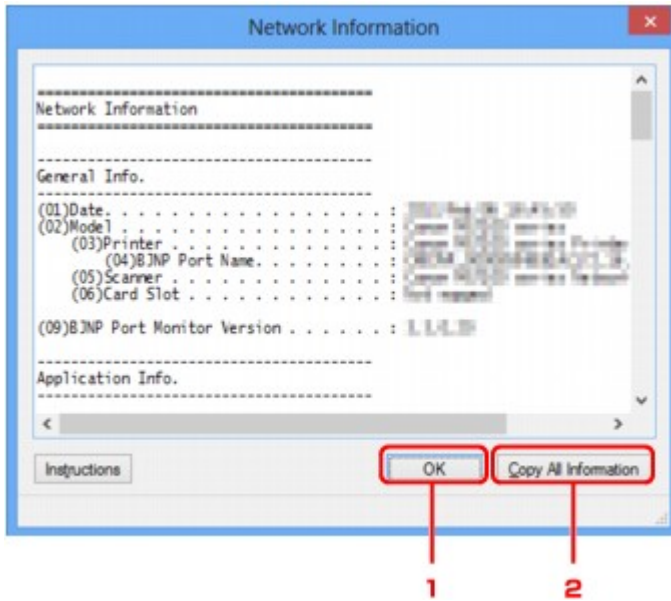 Network Information
==========================================
Network Information
==========================================
------------------------------------------
General Info.
------------------------------------------
(01)Date. . . . . . . . . . . . . . . . . :
(02)Model . . . . . . . . . . . . . . . . :
(03)Printer . . . . . . . . . . . . . :
(04)BJNP Port Name. . . . . . . . :
(05)Scanner . . . . . . . . . . . . . :
(06)Card Slot . . . . . . . . . . . . :
(09)BJNP Port Monitor Version . . . . . . :
------------------------------------------
Application Info.
------------------------------------------
Instructions
OK
Copy All Information
1
2